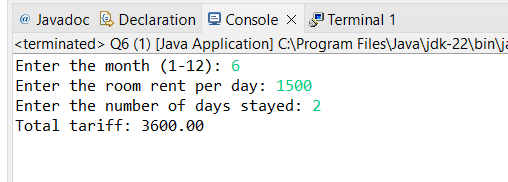 @ Javadoc Declaration Console × Terminal 1
<terminated> Q6 (1) [Java Application] C:\Program Files\Java\jdk-22\bin\ja
Enter the month (1-12): 6
Enter the room rent per day: 1500
Enter the number of days stayed: 2
Total tariff: 3600.00